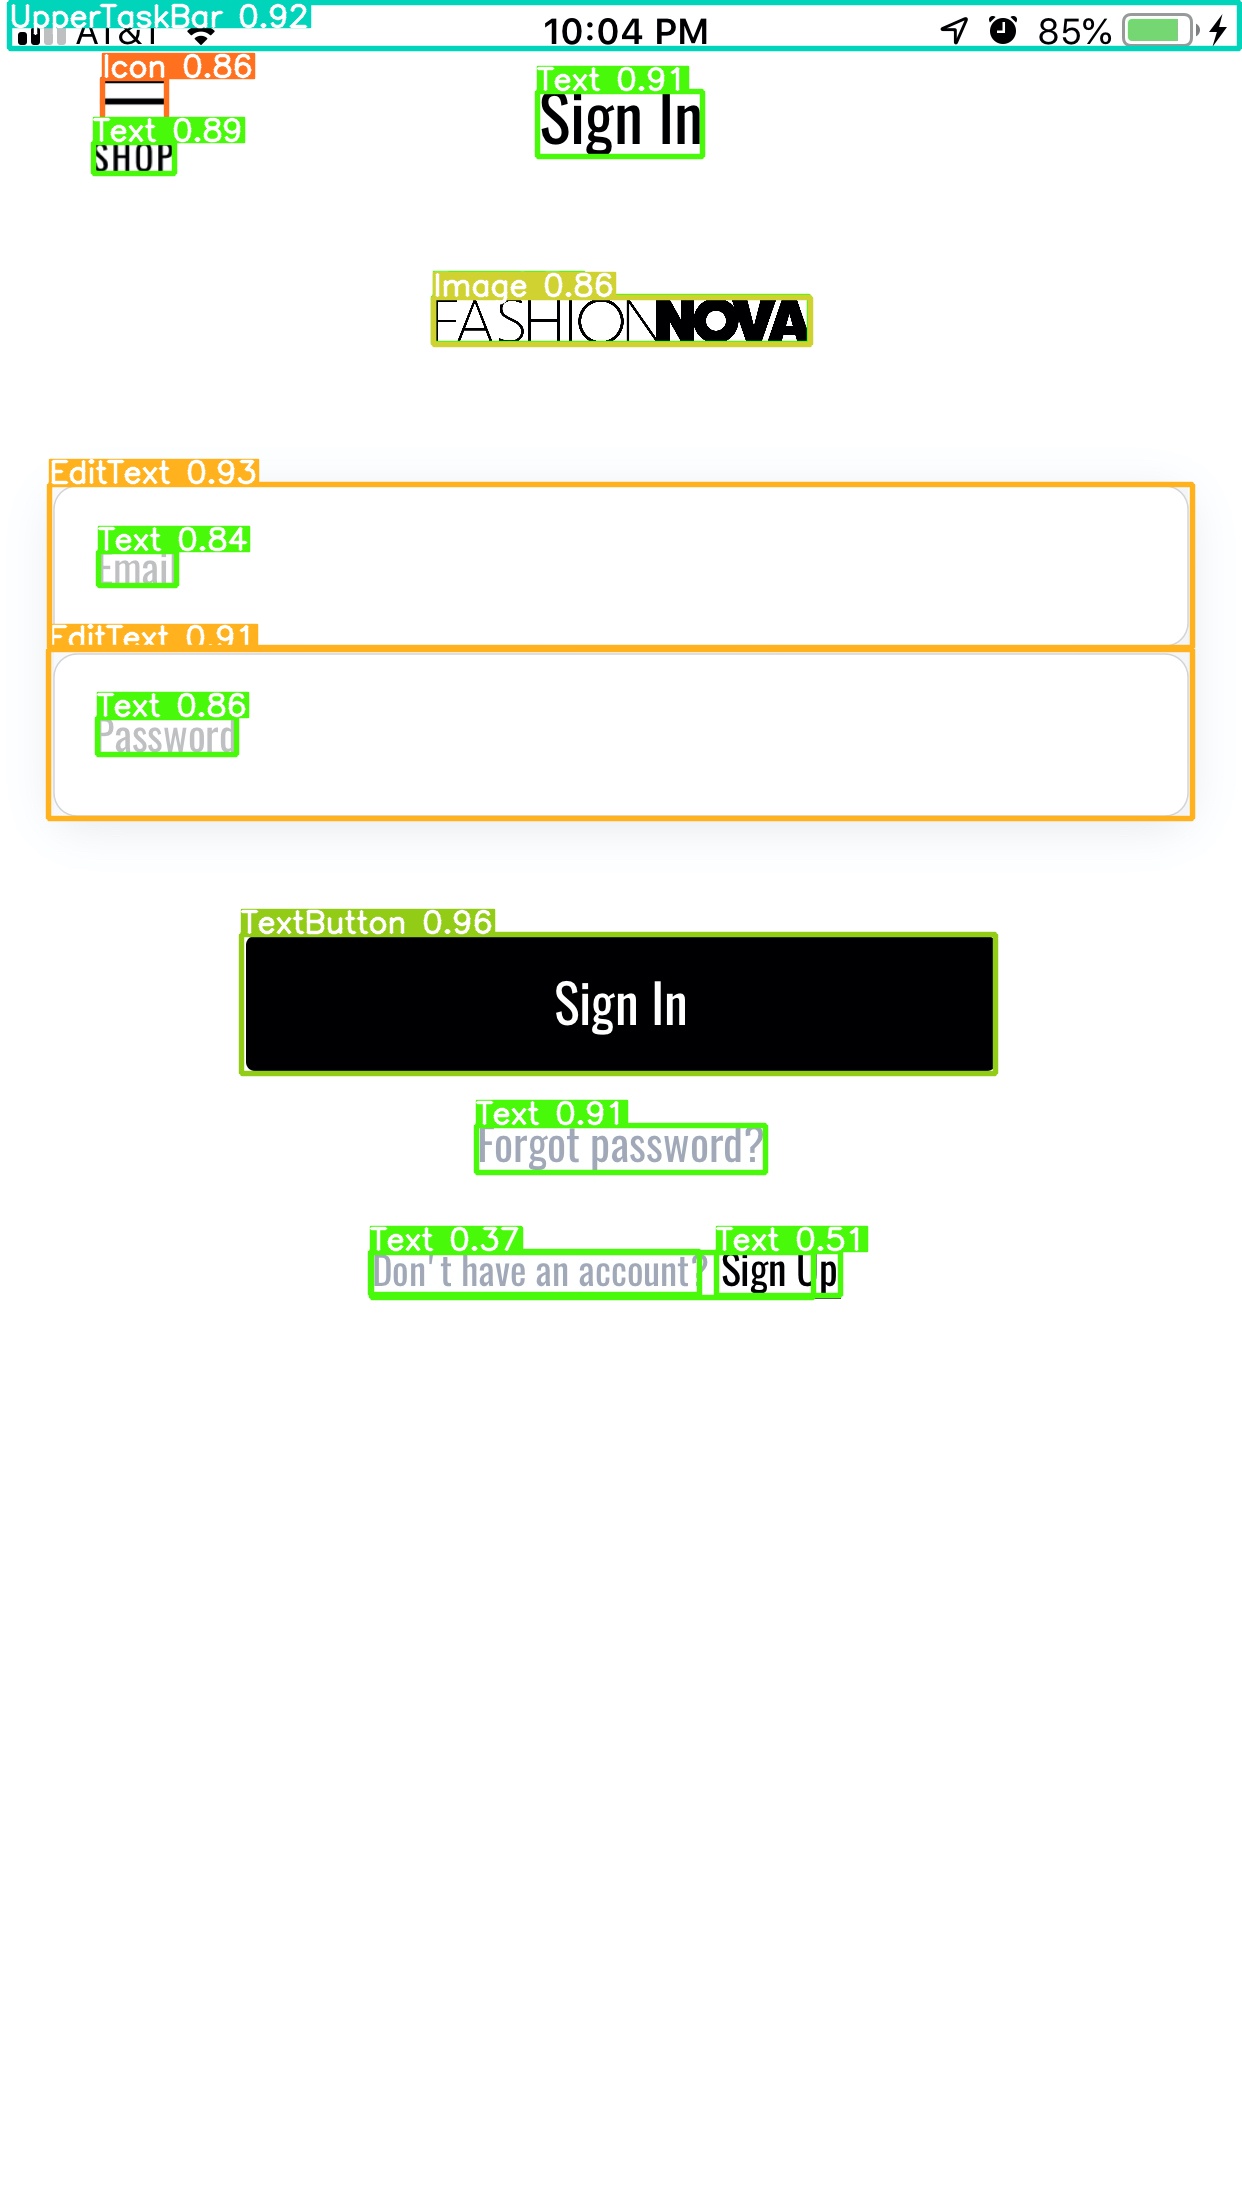 UpperTaskBar 0.92
AT&T 10:04 PM 85%
Icon 0.86
Text 0.91
Sign In
Text 0.89
SHOP
Image 0.86
FASHIONNOVA
EditText 0.93
Text 0.84
Email
EditText 0.91
Text 0.86
Password
TextButton 0.96
Sign In
Text 0.91
Forgot password?
Text 0.37 Text 0.51
Don't have an account? Sign Up